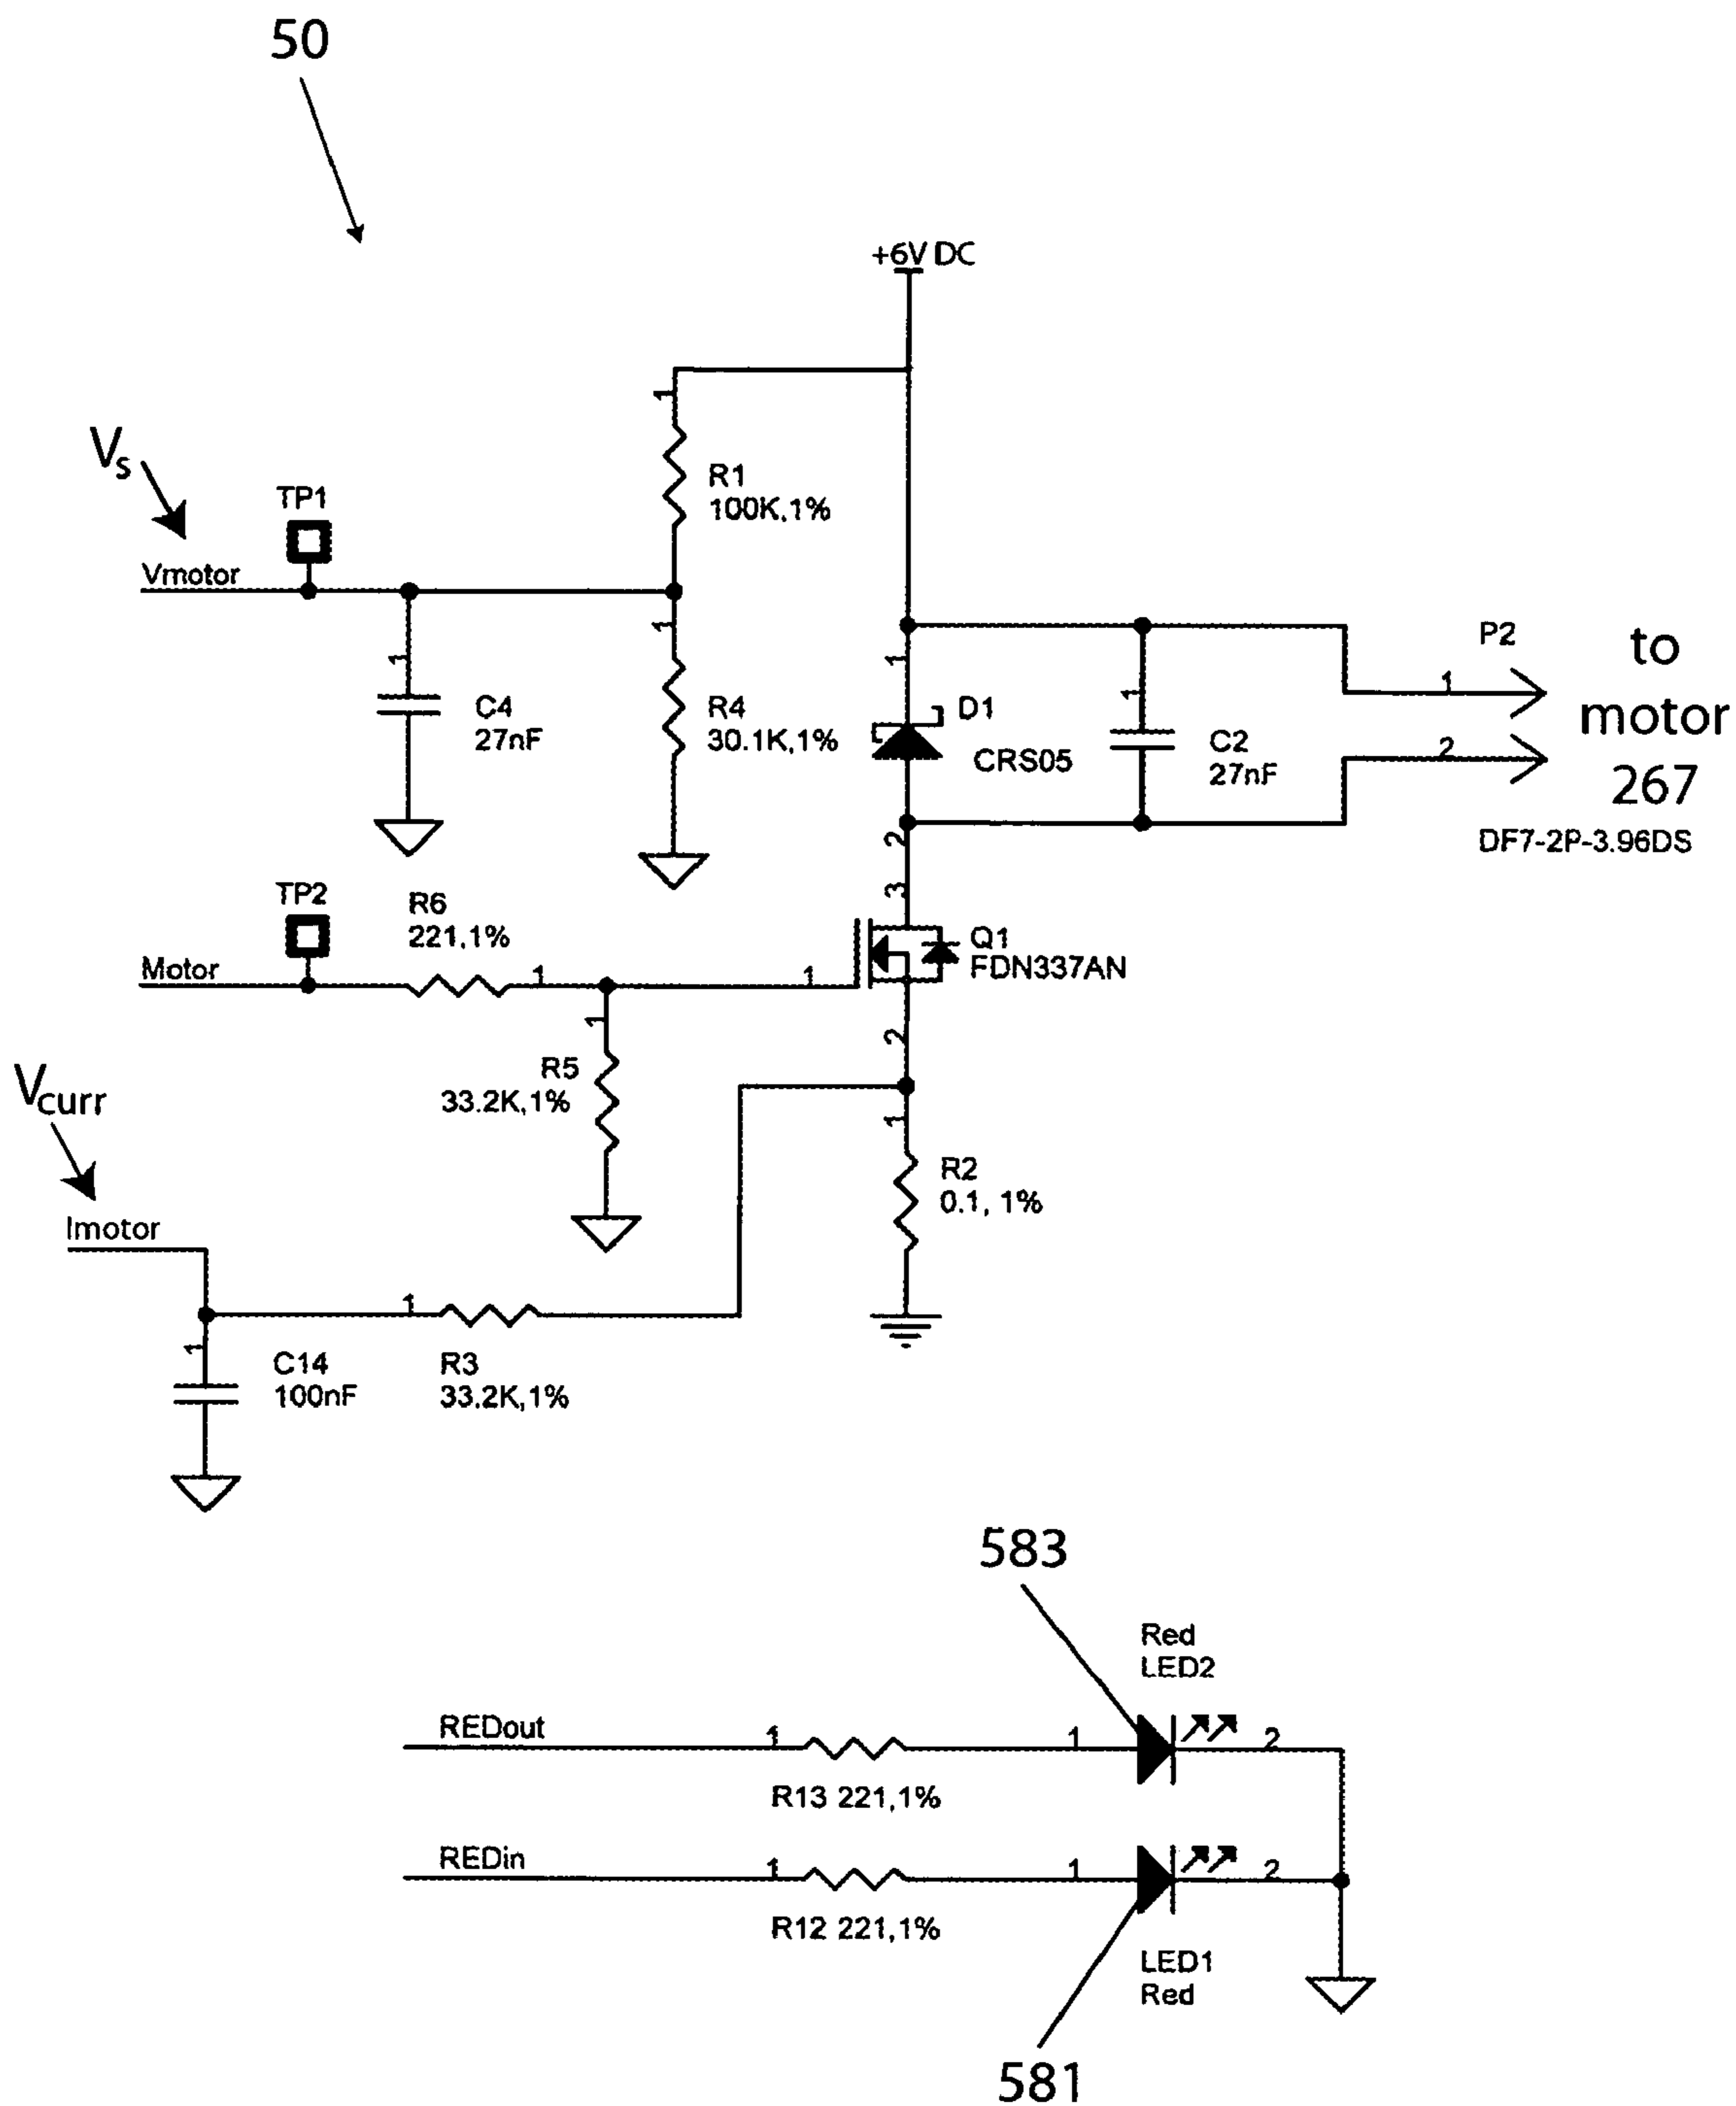 50
+6V DC
1
R1
100K,1%
Vs
TP1
Vmotor
1
1
C4
27nF
R4
30.1K,1%
1
D1
CRS05
1
C2
27nF
P2
1
2
to
motor
267
DF7-2P-3.96DS
2
3
TP2
R6
221,1%
Motor
1
1
Q1
FDN337AN
1
2
R5
33.2K,1%
Vcurr
Imotor
1
R2
0.1, 1%
1
1
C14
100nF
R3
33.2K,1%
583
Red
LED2
REDout
1
1
2
R13 221,1%
REDin
1
1
2
R12 221,1%
LED1
Red
581